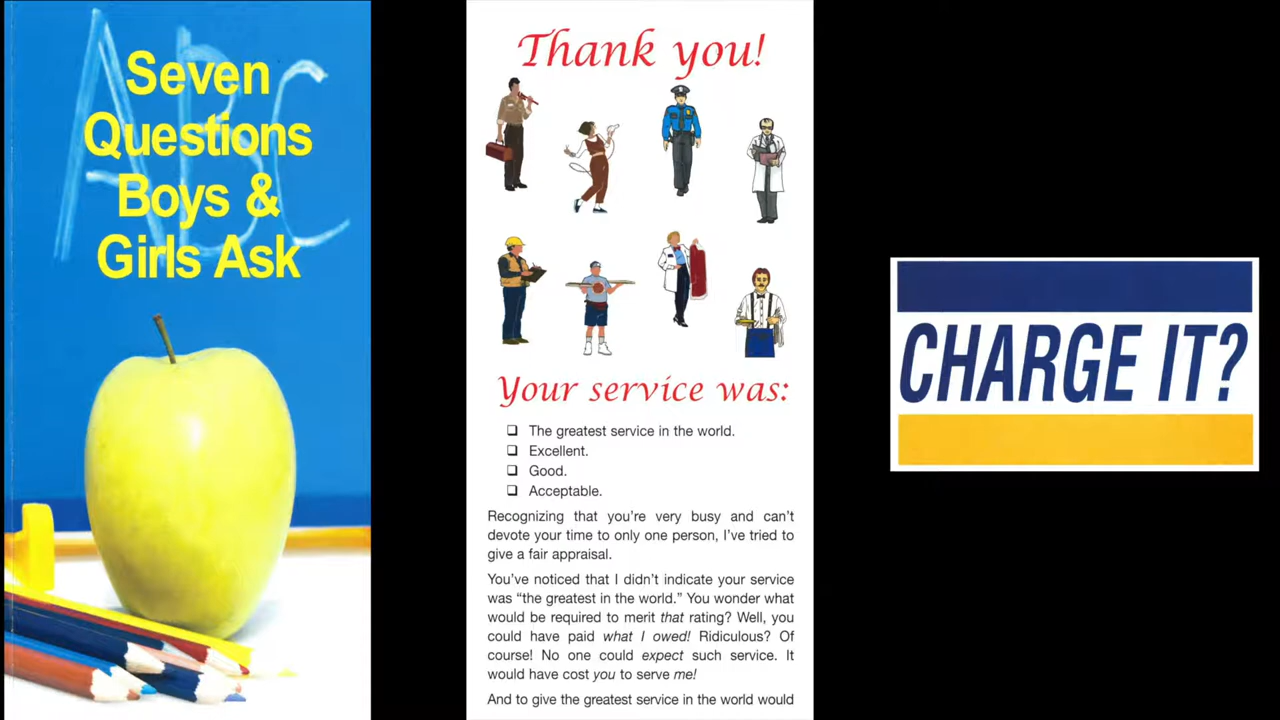 Seven
Questions
Boys &
Girls Ask
ABC
Thank you!
Your service was:
❑ The greatest service in the world.
❑ Excellent.
❑ Good.
❑ Acceptable.
Recognizing that you’re very busy and can’t
devote your time to only one person, I’ve tried to
give a fair appraisal.
You’ve noticed that I didn’t indicate your service
was “the greatest in the world.” You wonder what
would be required to merit that rating? Well, you
could have paid what I owed! Ridiculous? Of
course! No one could expect such service. It
would have cost you to serve me!
And to give the greatest service in the world would
CHARGE IT?